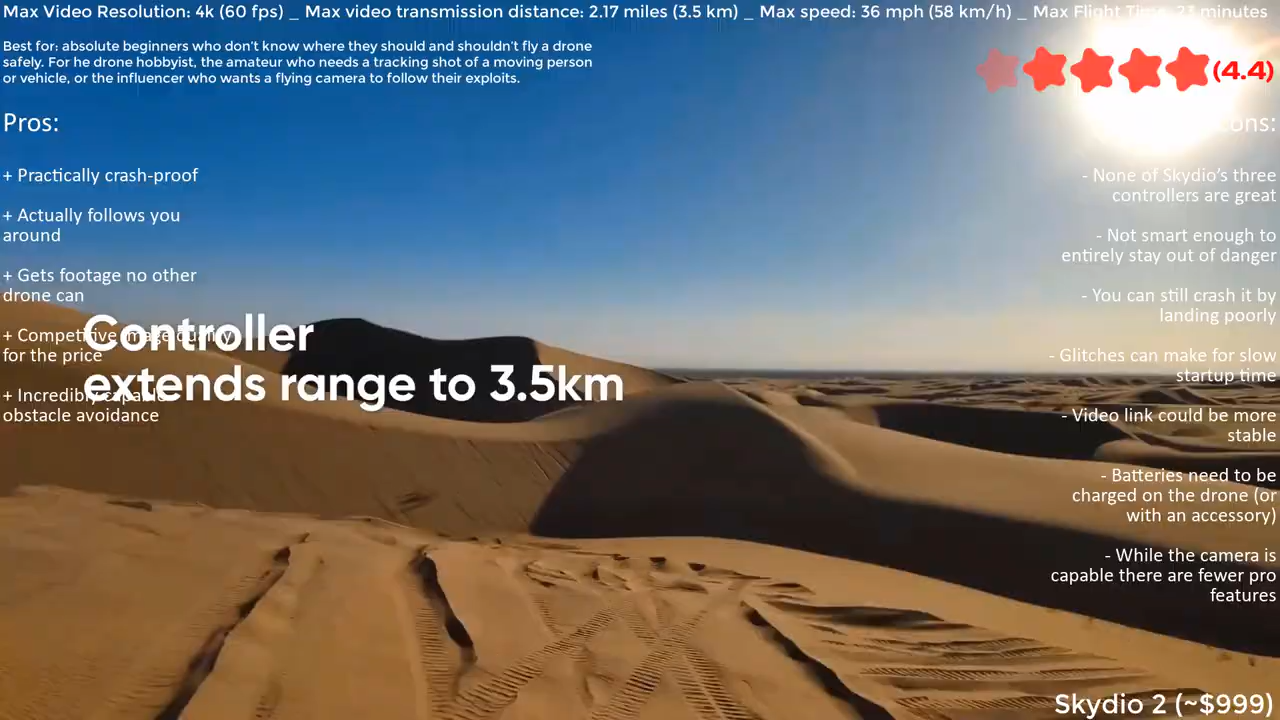 Max Video Resolution: 4k (60 fps) _ Max video transmission distance: 2.17 miles (3.5 km) _ Max speed: 36 mph (58 km/h) _ Max Flight Time: 23 minutes
Best for: absolute beginners who don't know where they should and shouldn't fly a drone
safely. For he drone hobbyist, the amateur who needs a tracking shot of a moving person
or vehicle, or the influencer who wants a flying camera to follow their exploits.
(4.4)
Pros:
+ Practically crash-proof
+ Actually follows you
around
+ Gets footage no other
drone can
+ Competitive image quality
for the price
+ Incredibly capable
obstacle avoidance
Controller
extends range to 3.5km
Cons:
- None of Skydio’s three
controllers are great
- Not smart enough to
entirely stay out of danger
- You can still crash it by
landing poorly
- Glitches can make for slow
startup time
- Video link could be more
stable
- Batteries need to be
charged on the drone (or
with an accessory)
- While the camera is
capable there are fewer pro
features
Skydio 2 (~$999)